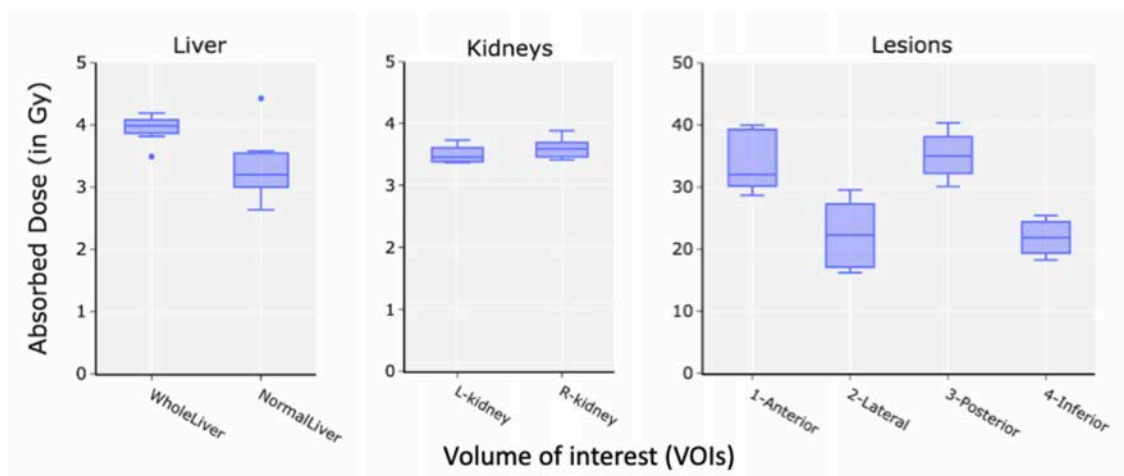 Liver
Kidneys
Lesions
Absorbed Dose (in Gy)
5
4
3
2
1
0
WholeLiver
NormalLiver
5
4
3
2
1
0
L-kidney
R-kidney
50
40
30
20
10
0
1-Anterior
2-Lateral
3-Posterior
4-Inferior
Volume of interest (VOIs)